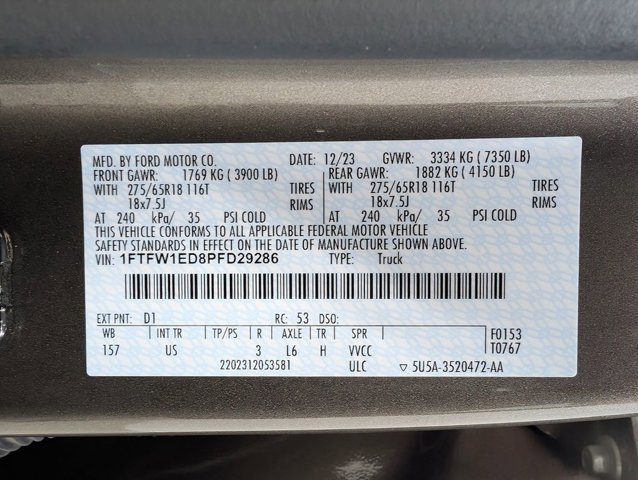 MFD. BY FORD MOTOR CO. DATE: 12/23 GVWR: 3334 KG ( 7350 LB)
FRONT GAWR: 1769 KG ( 3900 LB) REAR GAWR: 1882 KG ( 4150 LB)
WITH 275/65R18 116T TIRES WITH 275/65R18 116T TIRES
18x7.5J RIMS 18x7.5J RIMS
AT 240 kPa/ 35 PSI COLD AT 240 kPa/ 35 PSI COLD
THIS VEHICLE CONFORMS TO ALL APPLICABLE FEDERAL MOTOR VEHICLE
SAFETY STANDARDS IN EFFECT ON THE DATE OF MANUFACTURE SHOWN ABOVE.
VIN: 1FTFW1ED8PFD29286 TYPE: Truck
EXT PNT: D1 RC: 53 DSO: F0153
WB INT TR TP/PS R AXLE TR SPR T0767
157 US 3 L6 H VVCC
2202312053581 ULC ▽ 5U5A-3520472-AA